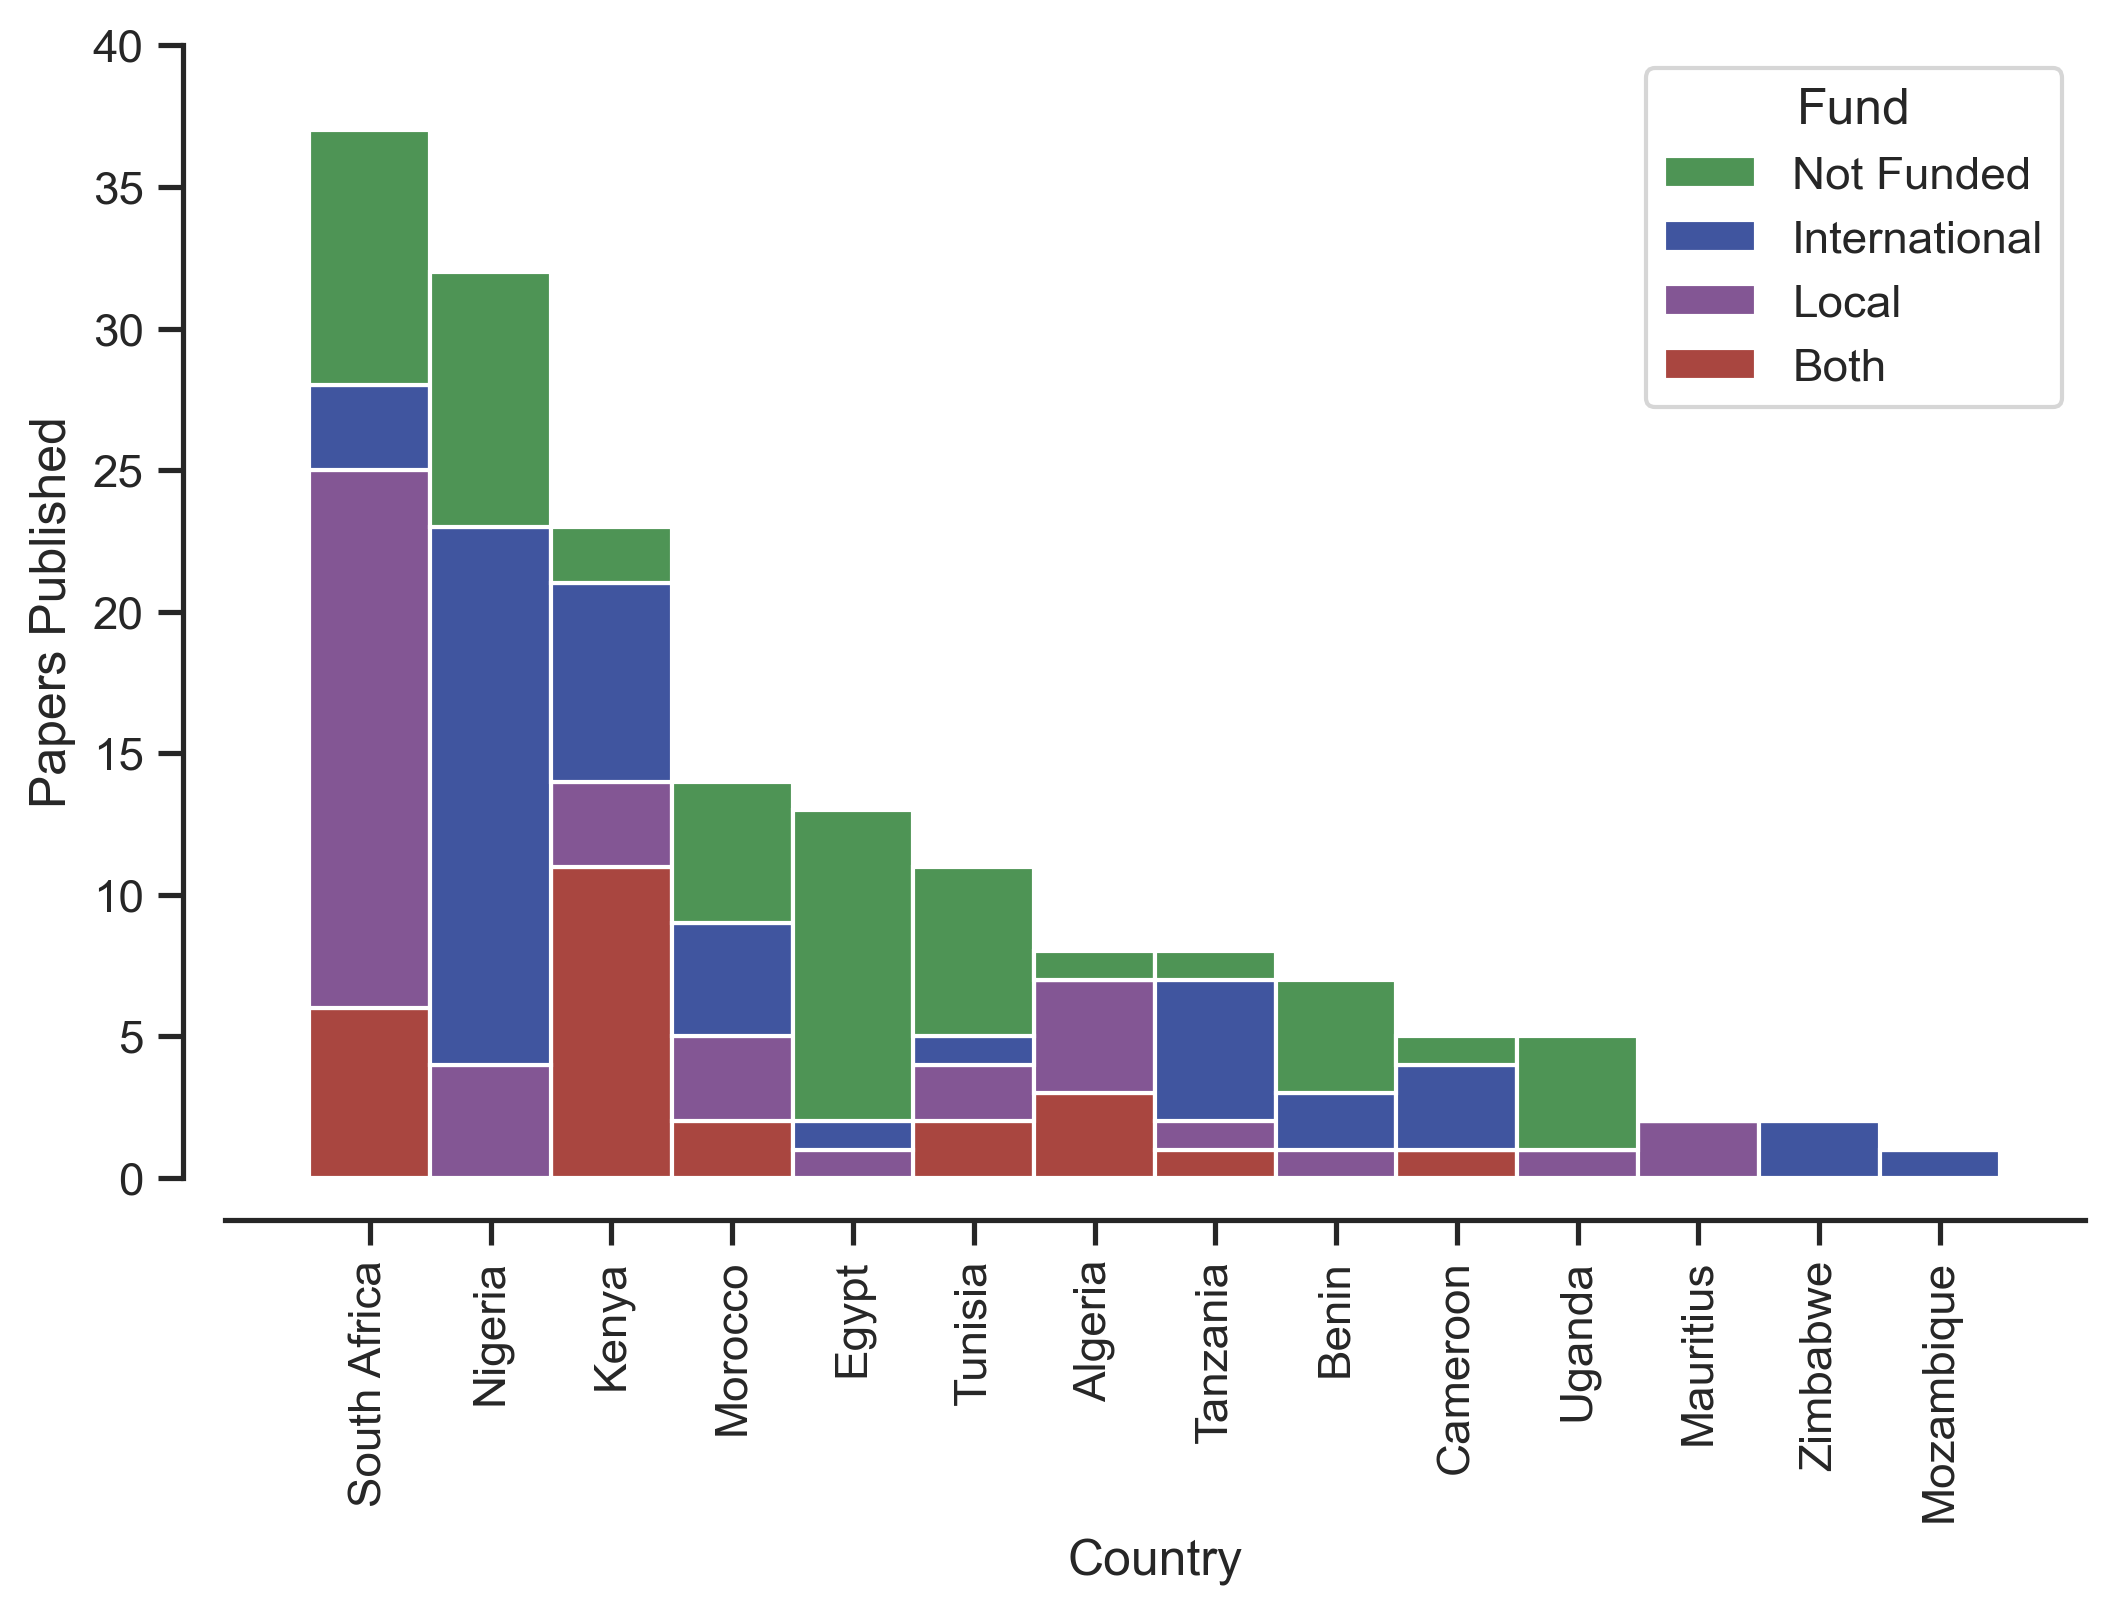 40
35
30
25
20
15
10
5
0
Papers Published
Fund
Not Funded
International
Local
Both
South Africa
Nigeria
Kenya
Morocco
Egypt
Tunisia
Algeria
Tanzania
Benin
Cameroon
Uganda
Mauritius
Zimbabwe
Mozambique
Country